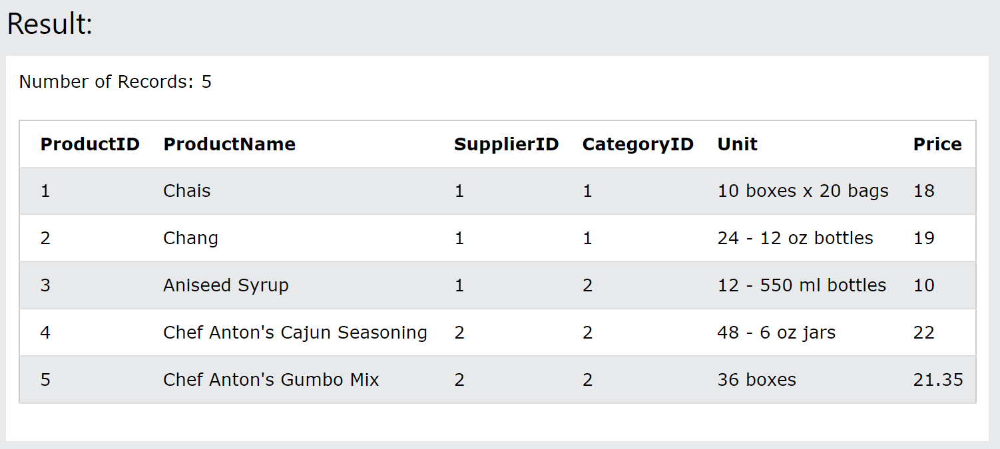 Result:
Number of Records: 5
ProductID ProductName SupplierID CategoryID Unit Price
1 Chais 1 1 10 boxes x 20 bags 18
2 Chang 1 1 24 - 12 oz bottles 19
3 Aniseed Syrup 1 2 12 - 550 ml bottles 10
4 Chef Anton's Cajun Seasoning 2 2 48 - 6 oz jars 22
5 Chef Anton's Gumbo Mix 2 2 36 boxes 21.35